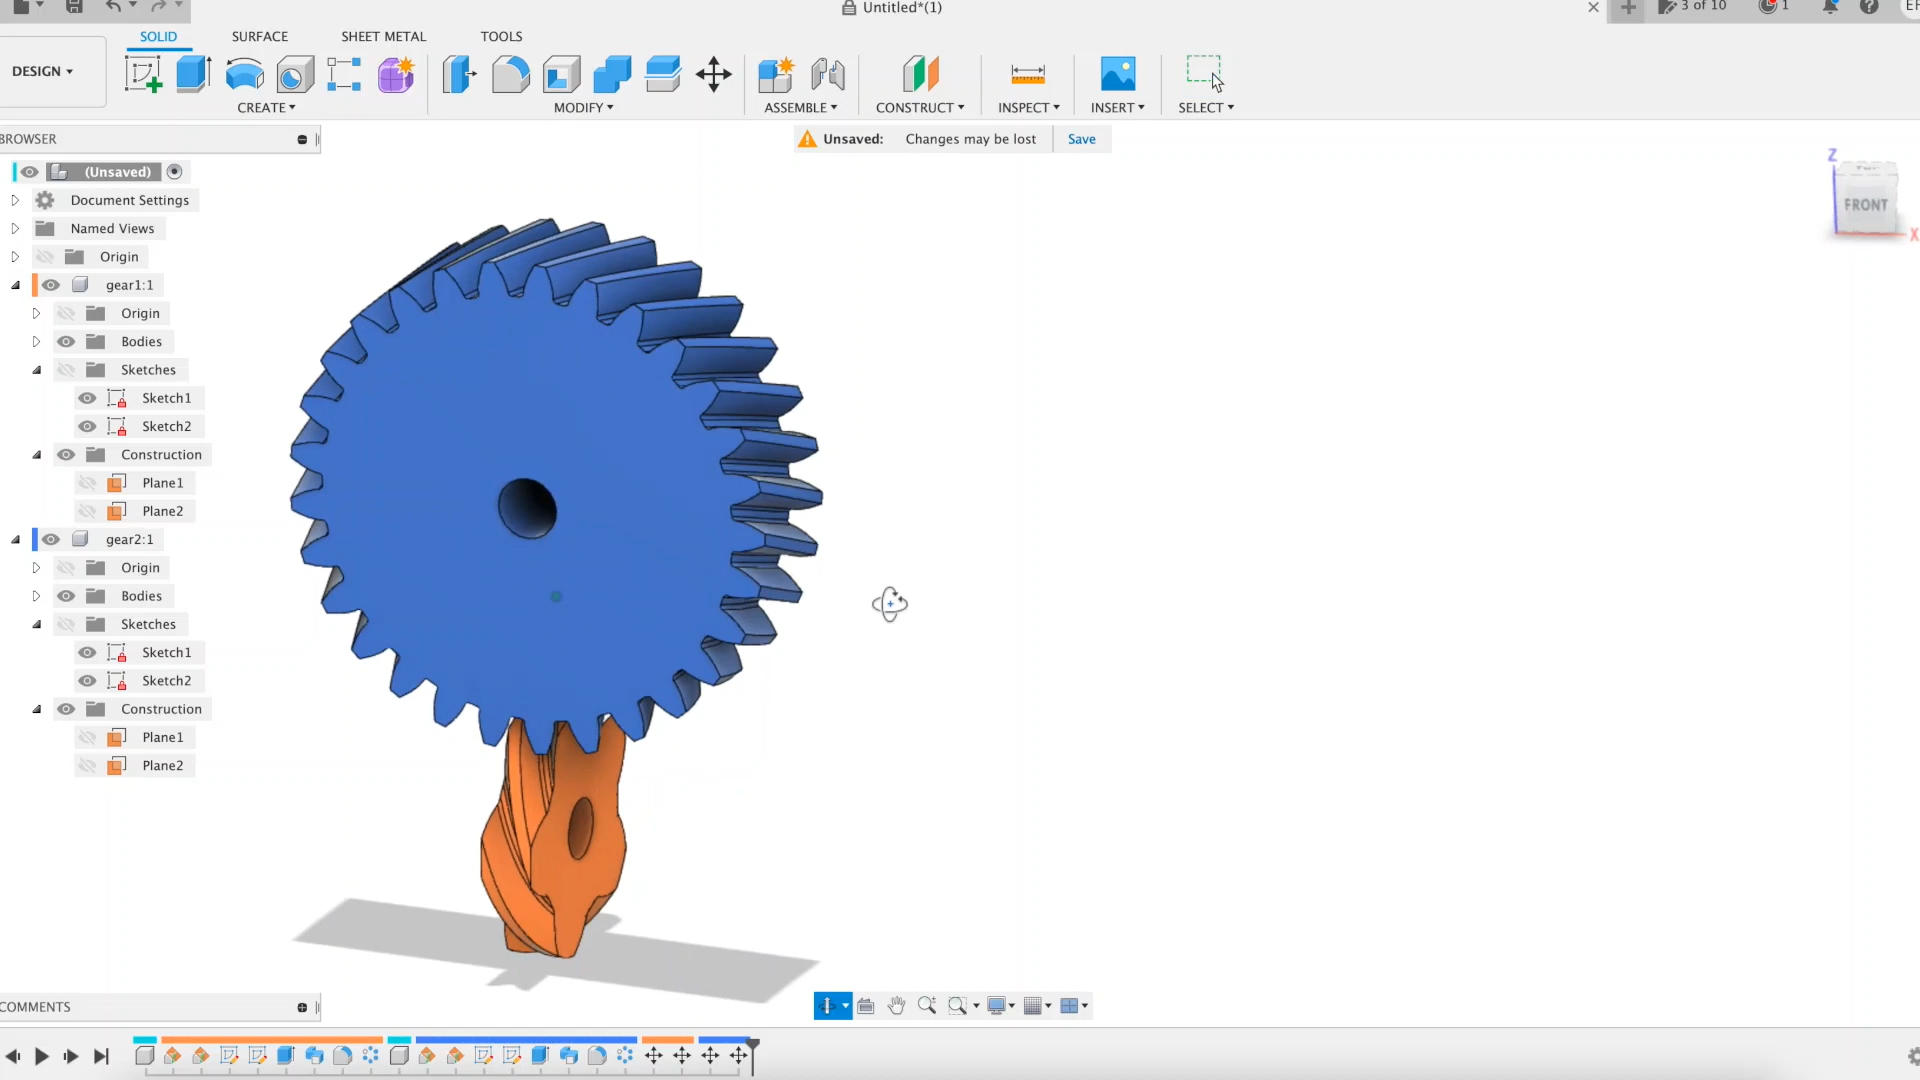 Untitled*(1)
3 of 10
1
SOLID
SURFACE
SHEET METAL
TOOLS
DESIGN
CREATE
MODIFY
ASSEMBLE
CONSTRUCT
INSPECT
INSERT
SELECT
BROWSER
Unsaved: Changes may be lost Save
(Unsaved)
Document Settings
Named Views
Origin
gear1:1
Origin
Bodies
Sketches
Sketch1
Sketch2
Construction
Plane1
Plane2
gear2:1
Origin
Bodies
Sketches
Sketch1
Sketch2
Construction
Plane1
Plane2
Z
FRONT
X
COMMENTS